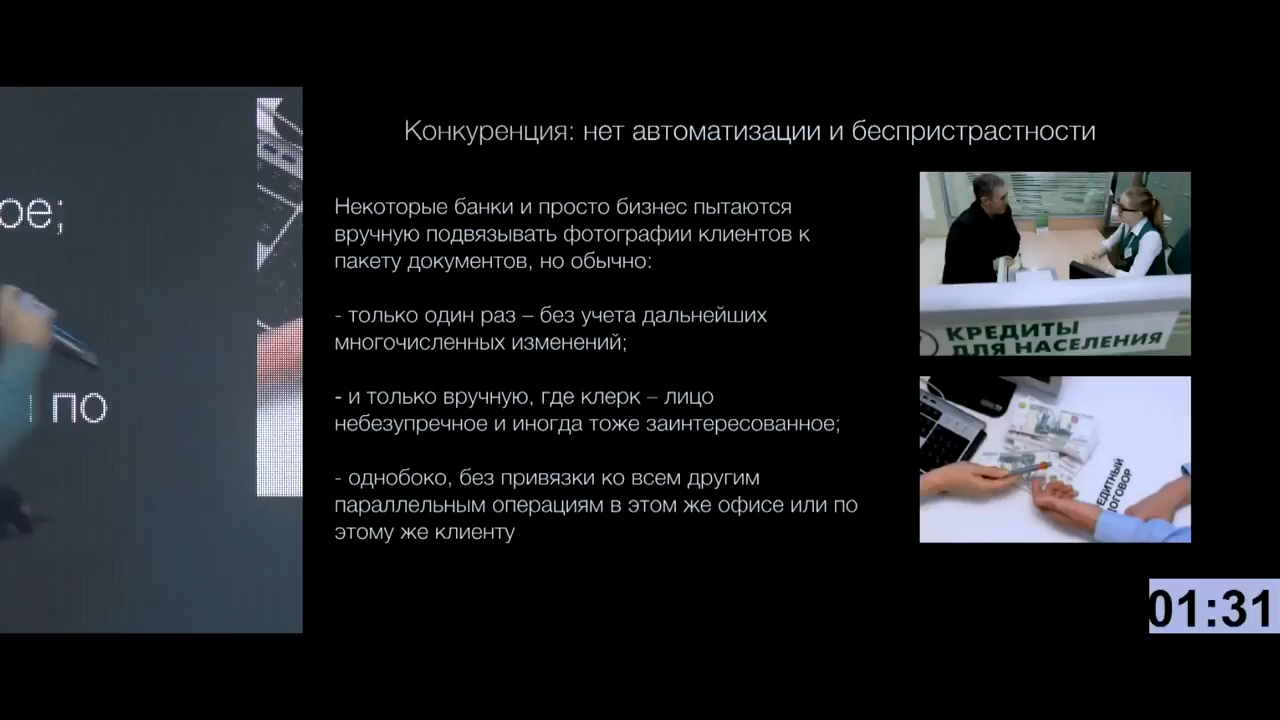 ое;
по
Конкуренция: нет автоматизации и беспристрастности
Некоторые банки и просто бизнес пытаются
вручную подвязывать фотографии клиентов к
пакету документов, но обычно:
- только один раз – без учета дальнейших
многочисленных изменений;
- и только вручную, где клерк – лицо
небезупречное и иногда тоже заинтересованное;
- однобоко, без привязки ко всем другим
параллельным операциям в этом же офисе или по
этому же клиенту
КРЕДИТЫ
ДЛЯ НАСЕЛЕНИЯ
ЕДИТНЫЙ
ДОГОВОР
01:31